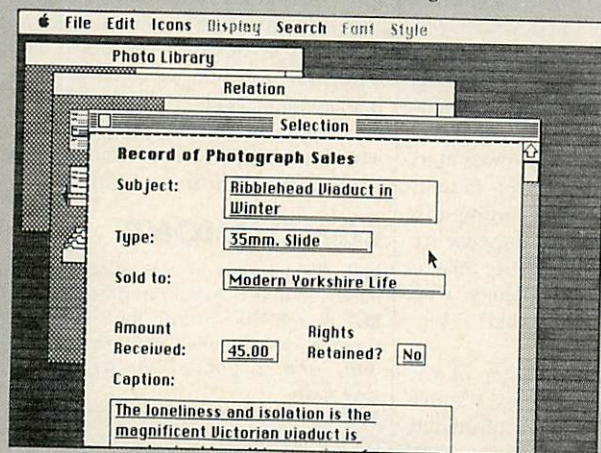 File Edit Icons Display Search Font Style
Photo Library
Relation
Selection
Record of Photograph Sales
Subject: Ribblehead Viaduct in
Winter
Type: 35mm. Slide
Sold to: Modern Yorkshire Life
Amount Rights
Received: 45.00 Retained? No
Caption:
The loneliness and isolation is the
magnificent Victorian viaduct is